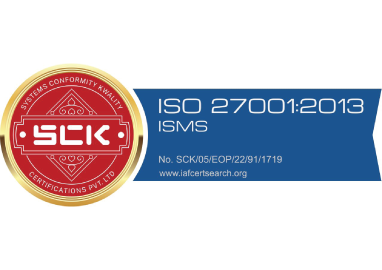 SYSTEMS CONFORMITY KWALITY
SCK
CERTIFICATIONS PVT. LTD
ISO 27001:2013
ISMS
No. SCK/05/EOP/22/91/1719
www.iafcertsearch.org